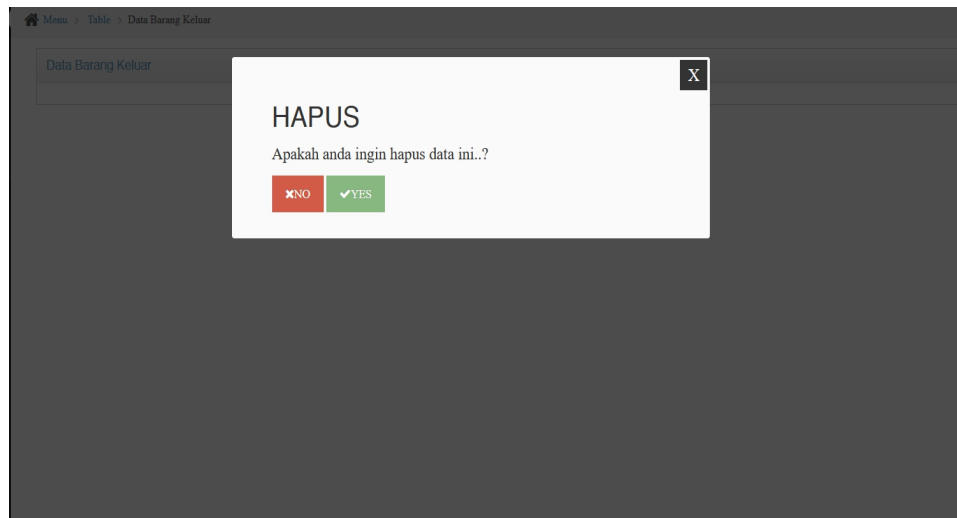 Menu > Table > Data Barang Keluar
Data Barang Keluar
X
HAPUS
Apakah anda ingin hapus data ini..?
NO YES